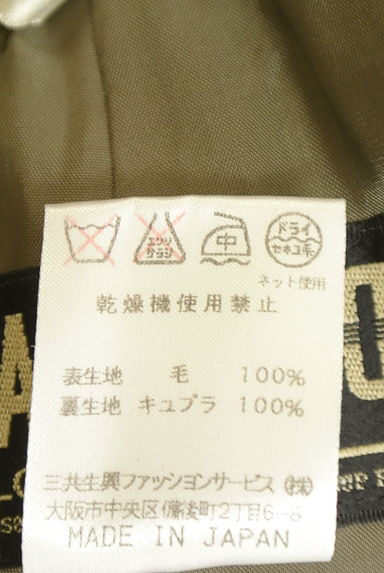 エンソ
サラシ
中
ドライ
セキユ系
ネット使用
乾燥機使用禁止
表生地 毛 100%
裏生地 キュプラ 100%
三共生興ファッションサービス㈱
大阪市中央区備後町2丁目6-8
MADE IN JAPAN